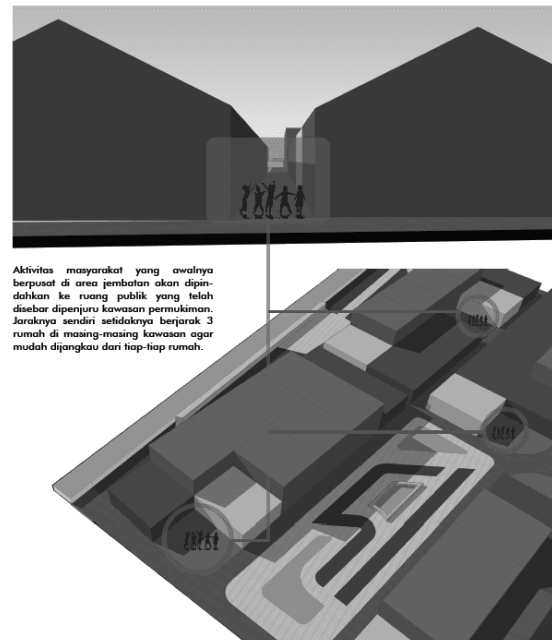 Aktivitas masyarakat yang awalnya
berpusat di area jembatan akan dipin-
dahkan ke ruang publik yang telah
disebar dipenjuru kawasan permukiman.
Jaraknya sendiri setidaknya berjarak 3
rumah di masing-masing kawasan agar
mudah dijangkau dari tiap-tiap rumah.